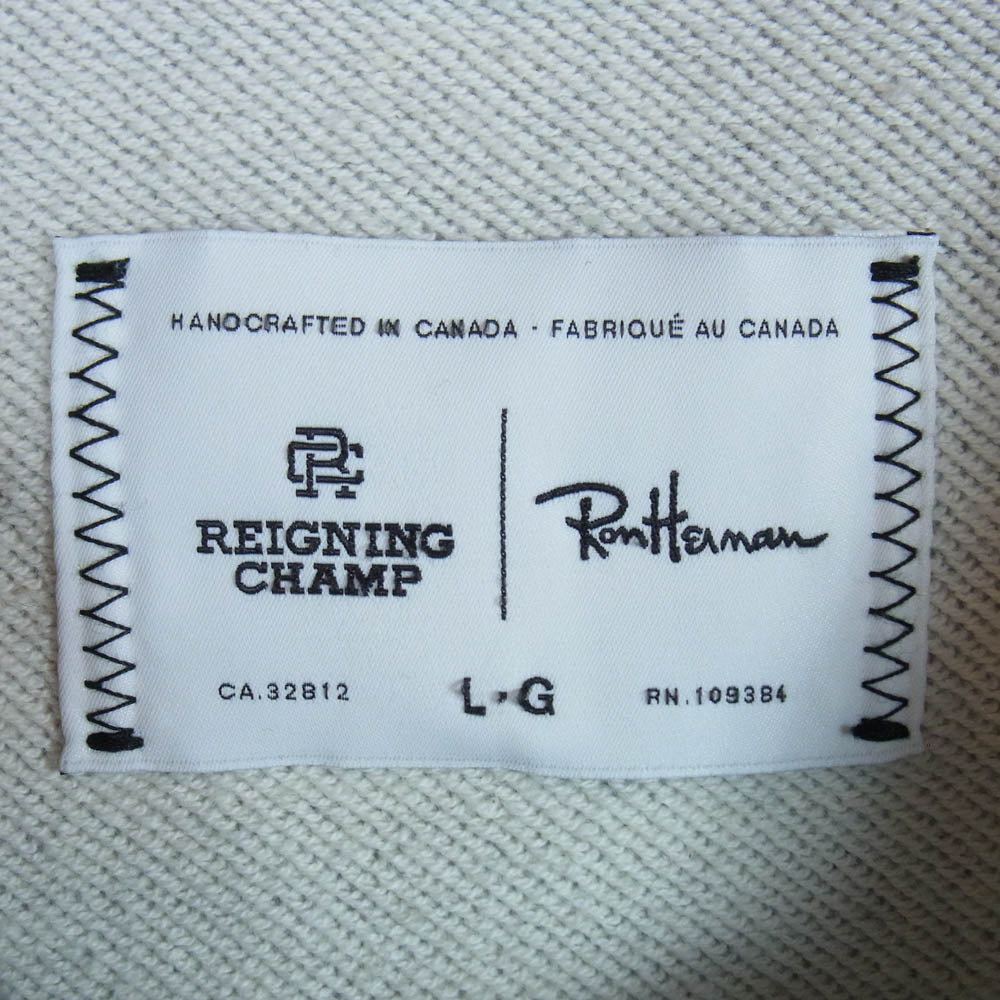 HANDCRAFTED IN CANADA · FABRIQUÉ AU CANADA
RC
REIGNING
CHAMP
Ron Herman
CA.32812
L·G
RN.109384